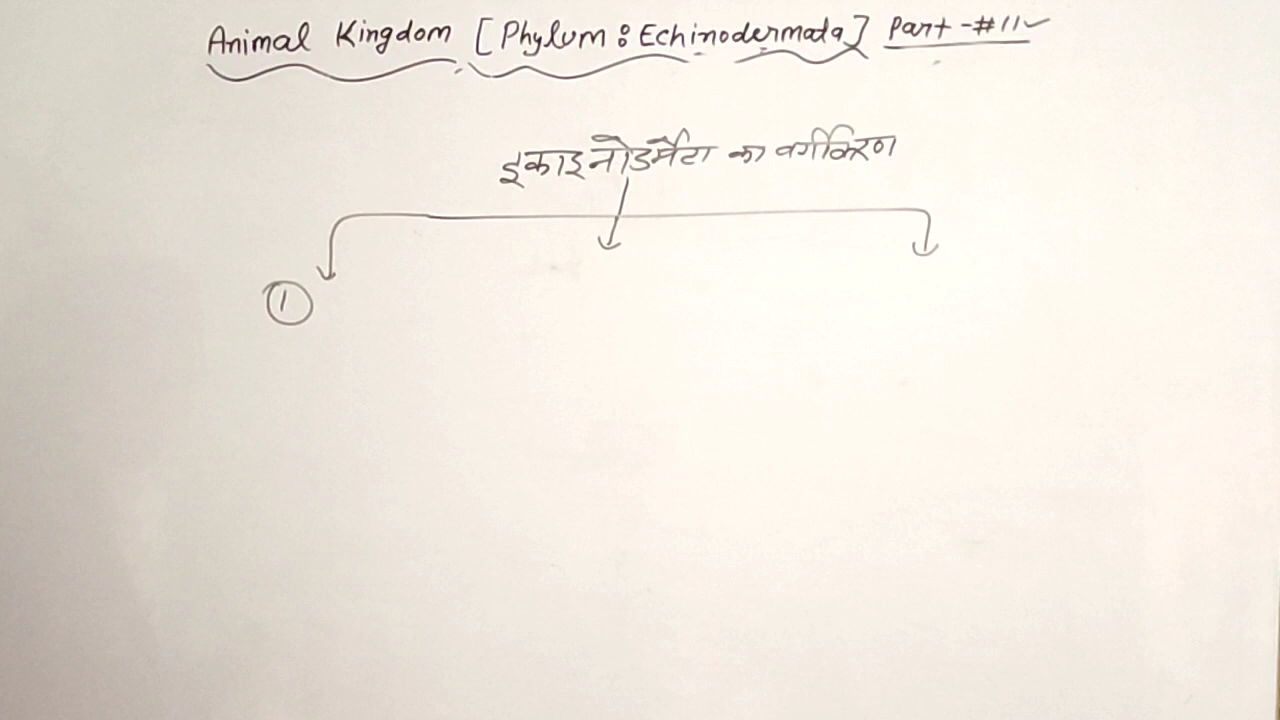 Animal Kingdom [Phylum : Echinodermata] Part-#11
इकाइनोडर्मेटा का वर्गीकरण
1